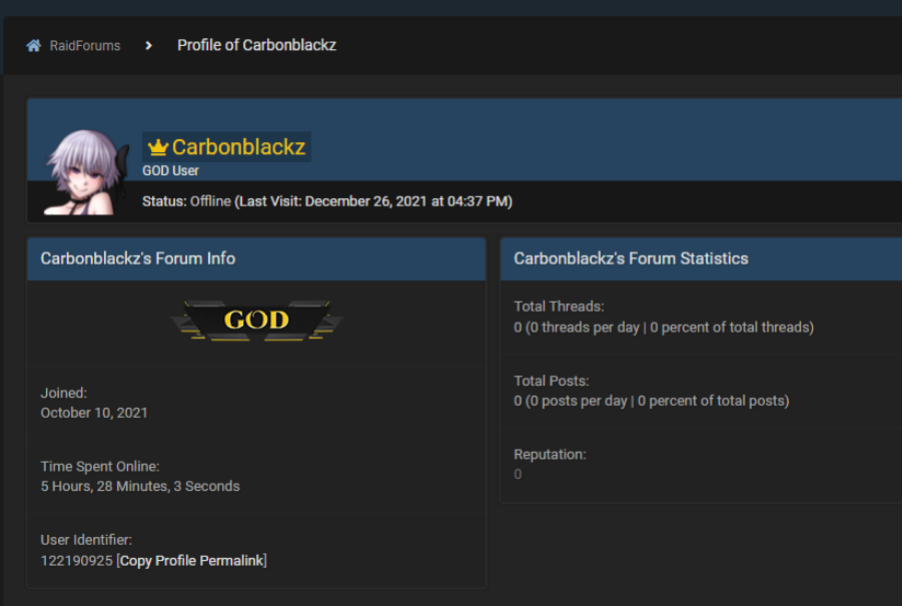 RaidForums > Profile of Carbonblackz
Carbonblackz
GOD User
Status: Offline (Last Visit: December 26, 2021 at 04:37 PM)
Carbonblackz's Forum Info
GOD
Joined:
October 10, 2021
Time Spent Online:
5 Hours, 28 Minutes, 3 Seconds
User Identifier:
122190925 [Copy Profile Permalink]
Carbonblackz's Forum Statistics
Total Threads:
0 (0 threads per day | 0 percent of total threads)
Total Posts:
0 (0 posts per day | 0 percent of total posts)
Reputation:
0